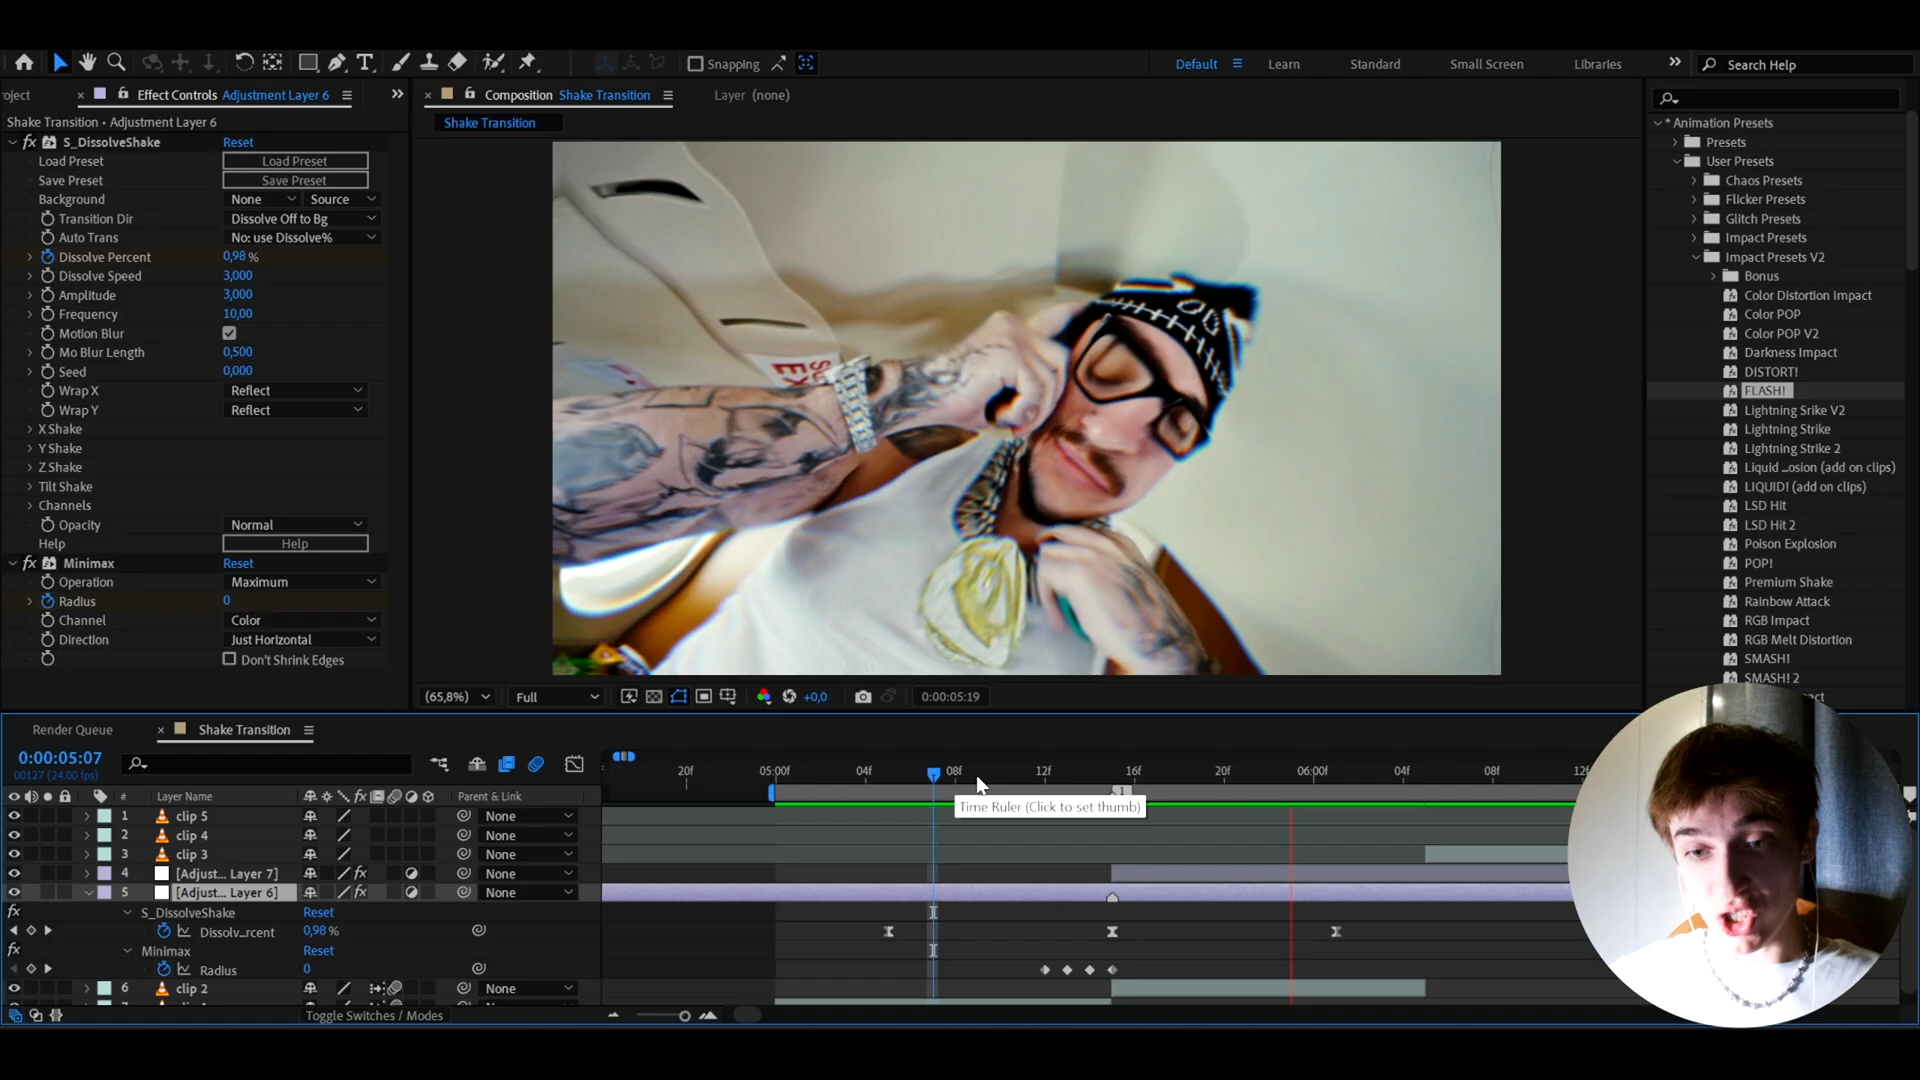 Snapping
Default
Learn
Standard
Small Screen
Libraries
Search Help
oject
Effect Controls Adjustment Layer 6
Composition Shake Transition
Layer (none)
Shake Transition • Adjustment Layer 6
Shake Transition
S_DissolveShake Reset
Load Preset Load Preset
Save Preset Save Preset
Background None Source
Transition Dir Dissolve Off to Bg
Auto Trans No: use Dissolve%
Dissolve Percent 0,98 %
Dissolve Speed 3,000
Amplitude 3,000
Frequency 10,00
Motion Blur
Mo Blur Length 0,500
Seed 0,000
Wrap X Reflect
Wrap Y Reflect
X Shake
Y Shake
Z Shake
Tilt Shake
Channels
Opacity Normal
Help Help
Minimax Reset
Operation Maximum
Radius 0
Channel Color
Direction Just Horizontal
Don't Shrink Edges
(65,8%) Full +0,0 0:00:05:19
* Animation Presets
Presets
User Presets
Chaos Presets
Flicker Presets
Glitch Presets
Impact Presets
Impact Presets V2
Bonus
Color Distortion Impact
Color POP
Color POP V2
Darkness Impact
DISTORT!
FLASH!
Lightning Srike V2
Lightning Strike
Lightning Strike 2
Liquid ...osion (add on clips)
LIQUID! (add on clips)
LSD Hit
LSD Hit 2
Poison Explosion
POP!
Premium Shake
Rainbow Attack
RGB Impact
RGB Melt Distortion
SMASH!
SMASH! 2
Render Queue
Shake Transition
0:00:05:07
00127 (24.00 fps)
20f 05:00f 04f 08f 12f 16f 20f 06:00f 04f 08f 12f
1
Time Ruler (Click to set thumb)
# Layer Name Parent & Link
1 clip 5 None
2 clip 4 None
3 clip 3 None
4 [Adjust... Layer 7] None
5 [Adjust... Layer 6] None
S_DissolveShake Reset
Dissolv...rcent 0,98 %
Minimax Reset
Radius 0
6 clip 2 None
Toggle Switches / Modes